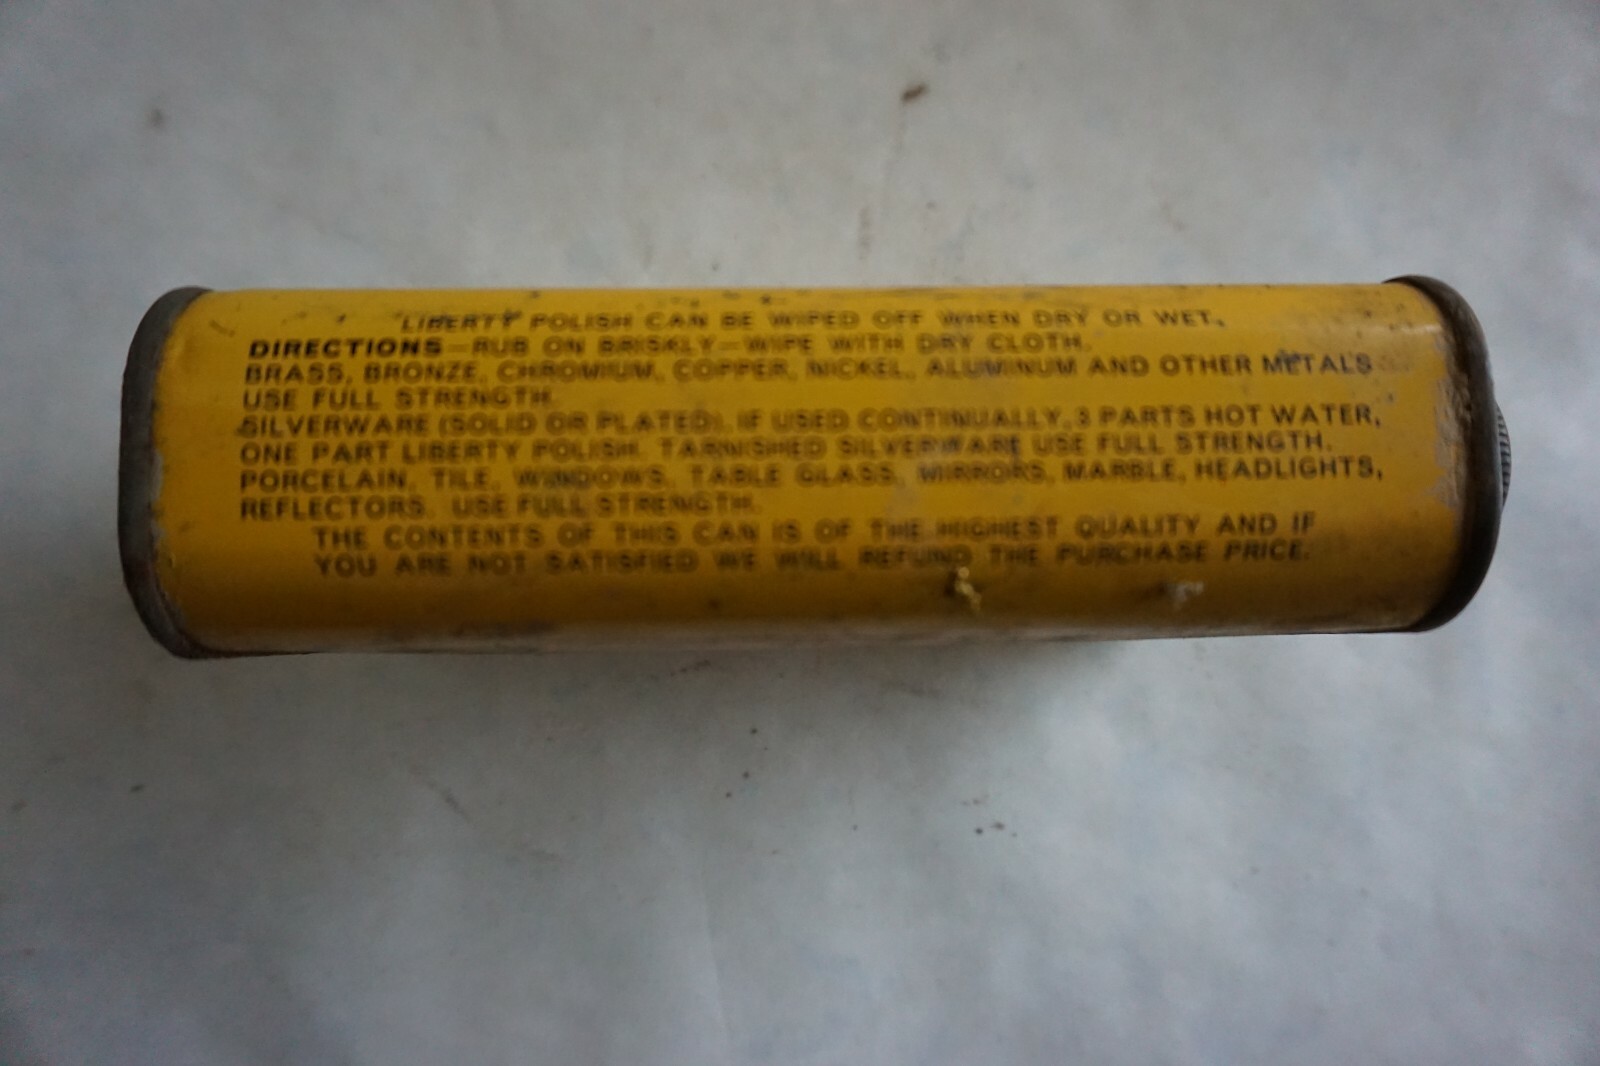 LIBERTY POLISH CAN BE WIPED OFF WHEN DRY OR WET.
DIRECTIONS—RUB ON BRISKLY—WIPE WITH DRY CLOTH.
BRASS, BRONZE, CHROMIUM, COPPER, NICKEL, ALUMINUM AND OTHER METALS
USE FULL STRENGTH.
SILVERWARE (SOLID OR PLATED). IF USED CONTINUALLY, 3 PARTS HOT WATER,
ONE PART LIBERTY POLISH. TARNISHED SILVERWARE USE FULL STRENGTH.
PORCELAIN, TILE, WINDOWS, TABLE GLASS, MIRRORS, MARBLE, HEADLIGHTS,
REFLECTORS. USE FULL STRENGTH.
THE CONTENTS OF THIS CAN IS OF THE HIGHEST QUALITY AND IF
YOU ARE NOT SATISFIED WE WILL REFUND THE PURCHASE PRICE.